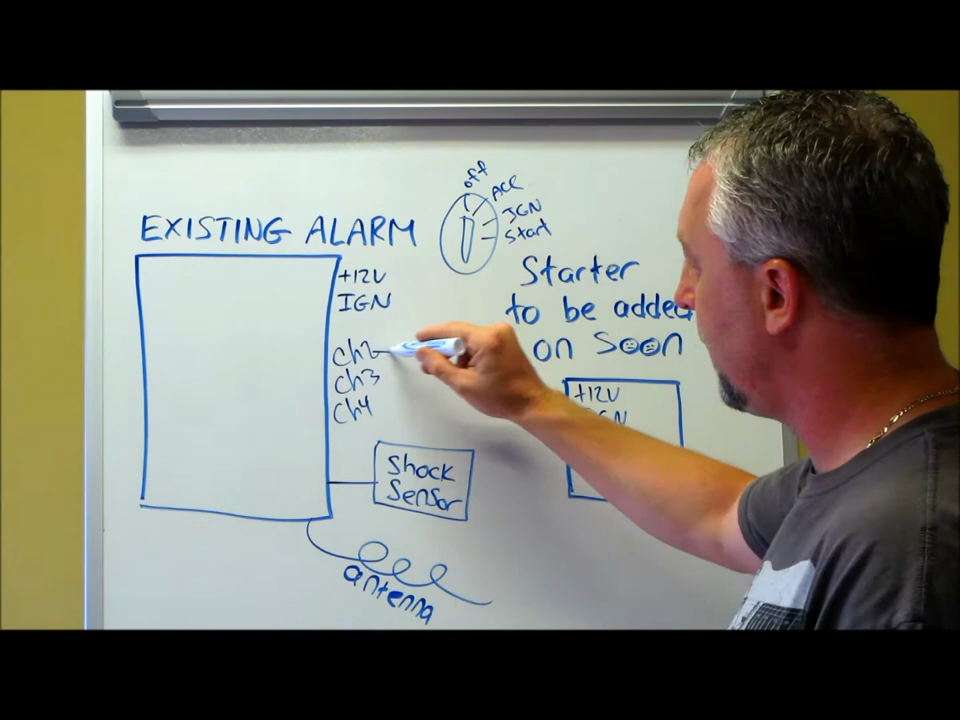 off
ACC
IGN
Start
EXISTING ALARM
+12V
IGN
Ch2
Ch3
Ch4
Shock
Sensor
antenna
Starter
to be added
on Soon
+12V